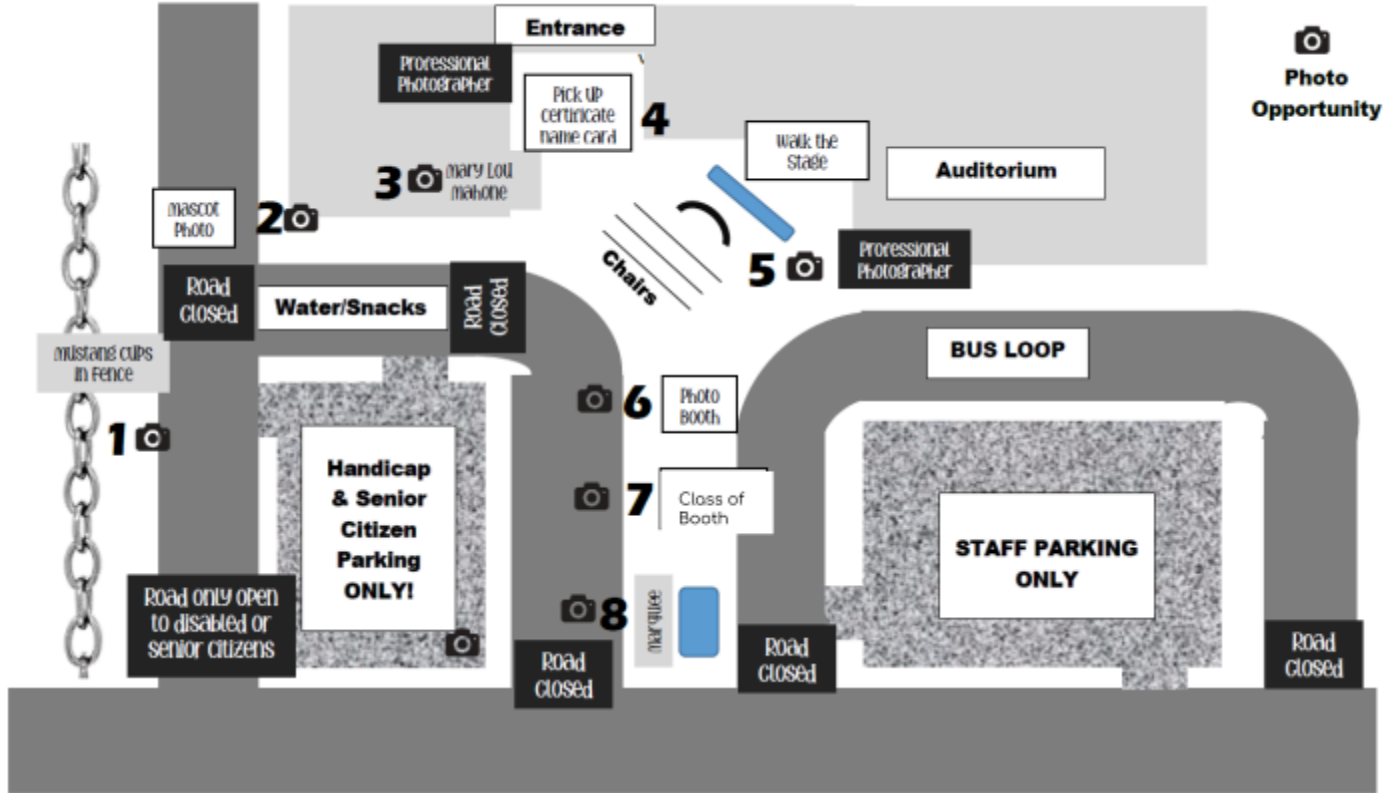 Entrance
Professional
Photographer
Pick up
certificate
name card
4
Walk the
Stage
Auditorium
Photo
Opportunity
3
Mary Lou
Mahone
Mascot
Photo
2
Chairs
5
Professional
Photographer
Road
Closed
Water/Snacks
Road
Closed
Mustang Cups
in Fence
1
BUS LOOP
6
Photo
Booth
7
Class of
Booth
Handicap
& Senior
Citizen
Parking
ONLY!
STAFF PARKING
ONLY
Road only open
to disabled or
senior citizens
8
Marquee
Road
Closed
Road
Closed
Road
Closed